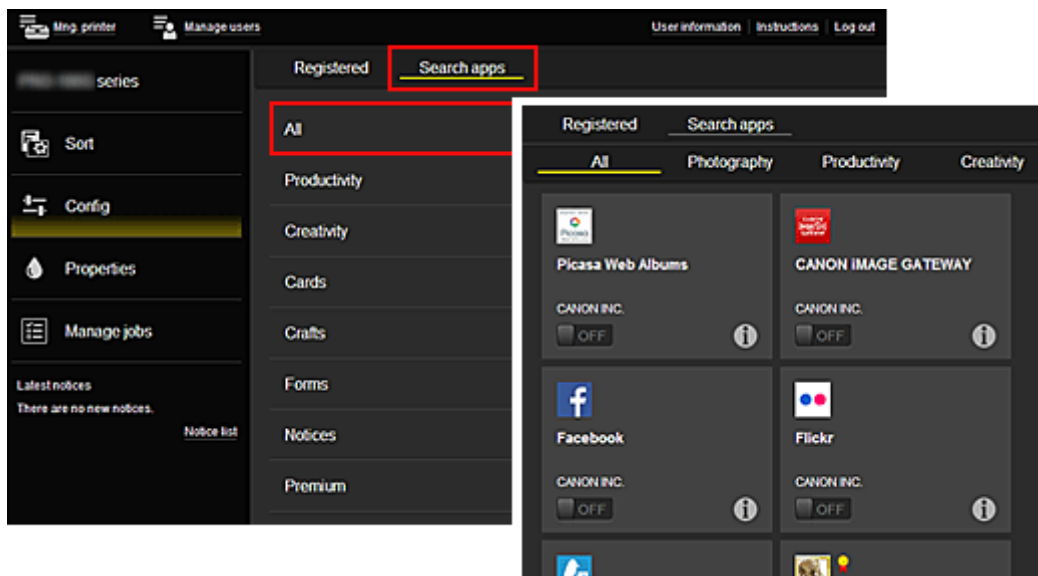 Mng. printer Manage users User information Instructions Log out
series
Sort
Config
Properties
Manage jobs
Latest notices
There are no new notices.
Notice list
Registered Search apps
All
Productivity
Creativity
Cards
Crafts
Forms
Notices
Premium
Registered Search apps
All Photography Productivity Creativity
Picasa
Picasa Web Albums CANON iMAGE GATEWAY
CANON INC. CANON INC.
OFF OFF
Facebook Flickr
CANON INC. CANON INC.
OFF OFF